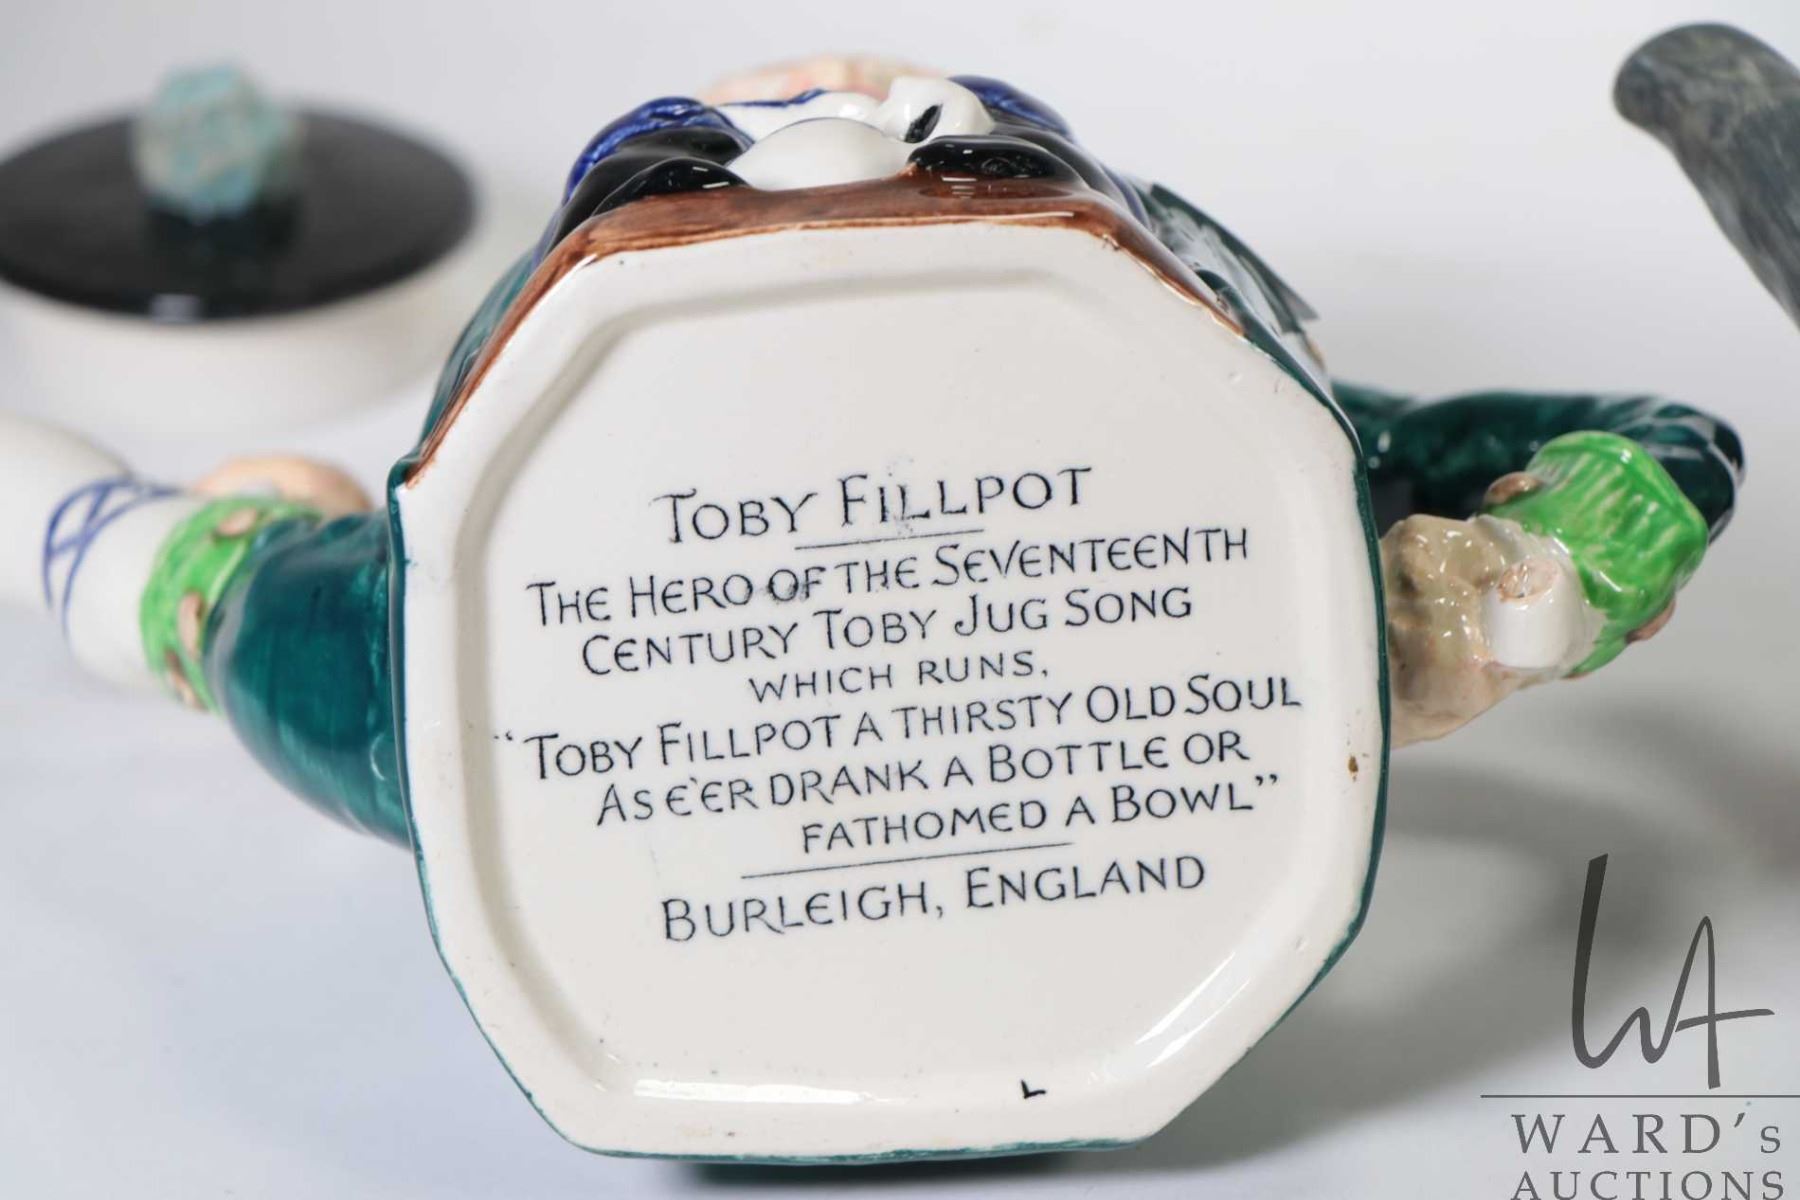 TOBY FILLPOT
THE HERO OF THE SEVENTEENTH
CENTURY TOBY JUG SONG
WHICH RUNS,
"TOBY FILLPOT A THIRSTY OLD SOUL
AS E'ER DRANK A BOTTLE OR
FATHOMED A BOWL"
BURLEIGH, ENGLAND
L
WA
WARD's
AUCTIONS